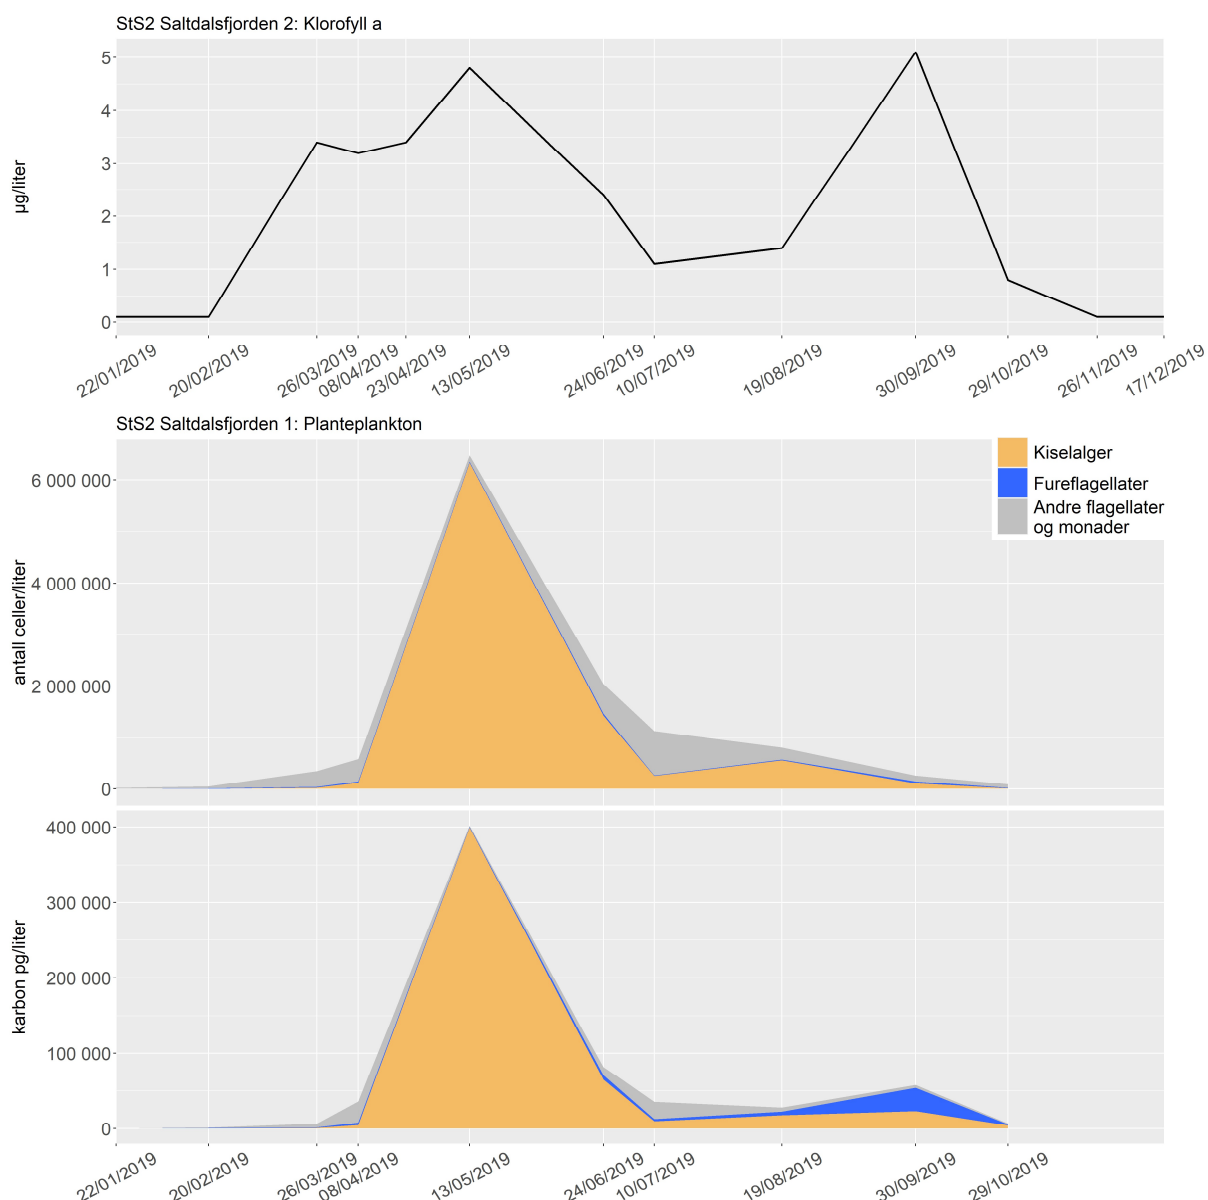 StS2 Saltdalsfjorden 2: Klorofyll a
µg/liter
5
4
3
2
1
0
22/01/2019 20/02/2019 26/03/2019 08/04/2019 23/04/2019 13/05/2019 24/06/2019 10/07/2019 19/08/2019 30/09/2019 29/10/2019 26/11/2019 17/12/2019
StS2 Saltdalsfjorden 1: Planteplankton
Kiselalger
Fureflagellater
Andre flagellater
og monader
antall celler/liter
6 000 000
4 000 000
2 000 000
0
karbon pg/liter
400 000
300 000
200 000
100 000
0
22/01/2019 20/02/2019 26/03/2019 08/04/2019 13/05/2019 24/06/2019 10/07/2019 19/08/2019 30/09/2019 29/10/2019